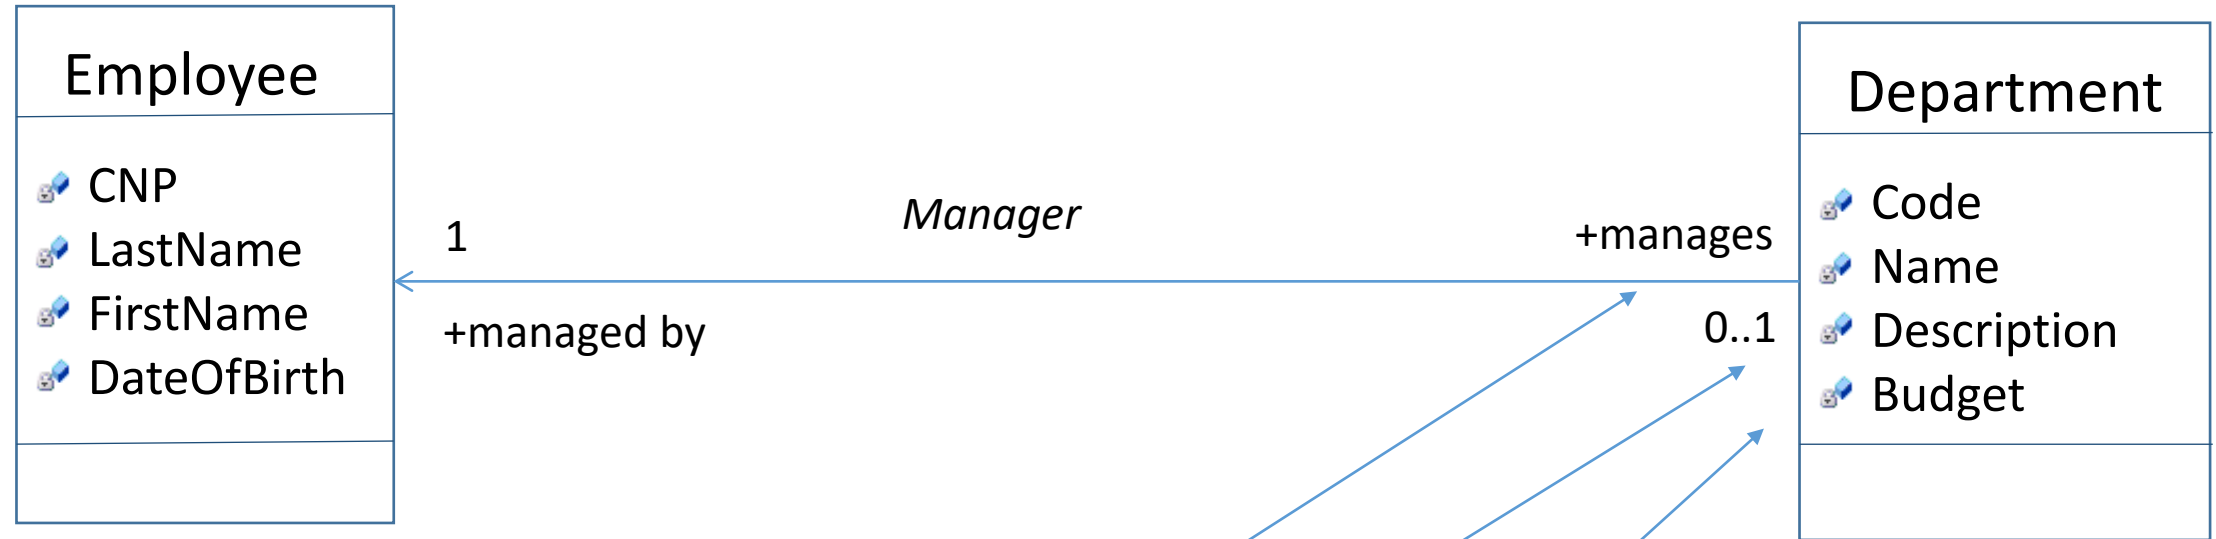 Employee
CNP
LastName
FirstName
DateOfBirth
1
Manager
+manages
+managed by
0..1
Department
Code
Name
Description
Budget